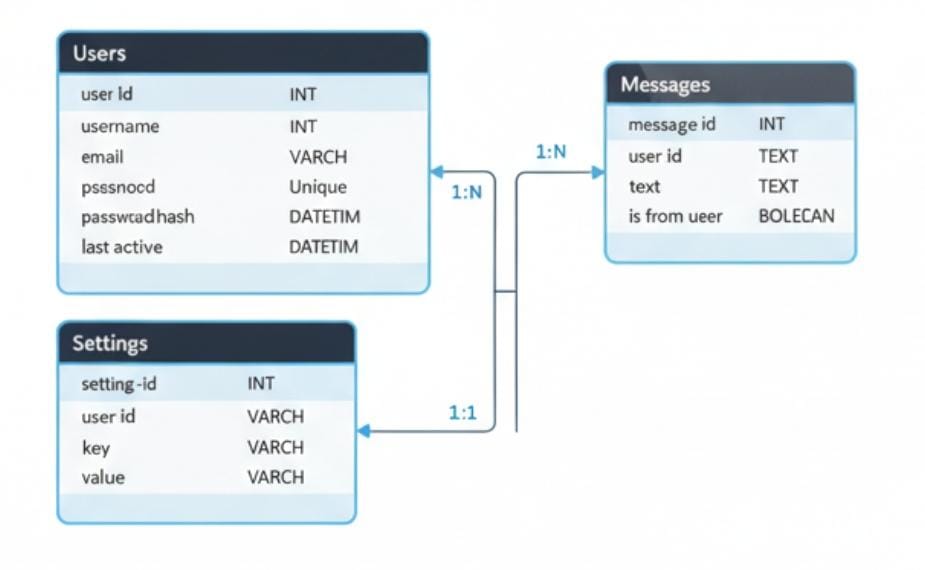 Users
user id INT
username INT
email VARCH
psssnocd Unique
passwcadhash DATETIM
last active DATETIM
Messages
message id INT
user id TEXT
text TEXT
is from ueer BOLECAN
1:N
1:N
Settings
setting-id INT
user id VARCH
key VARCH
value VARCH
1:1